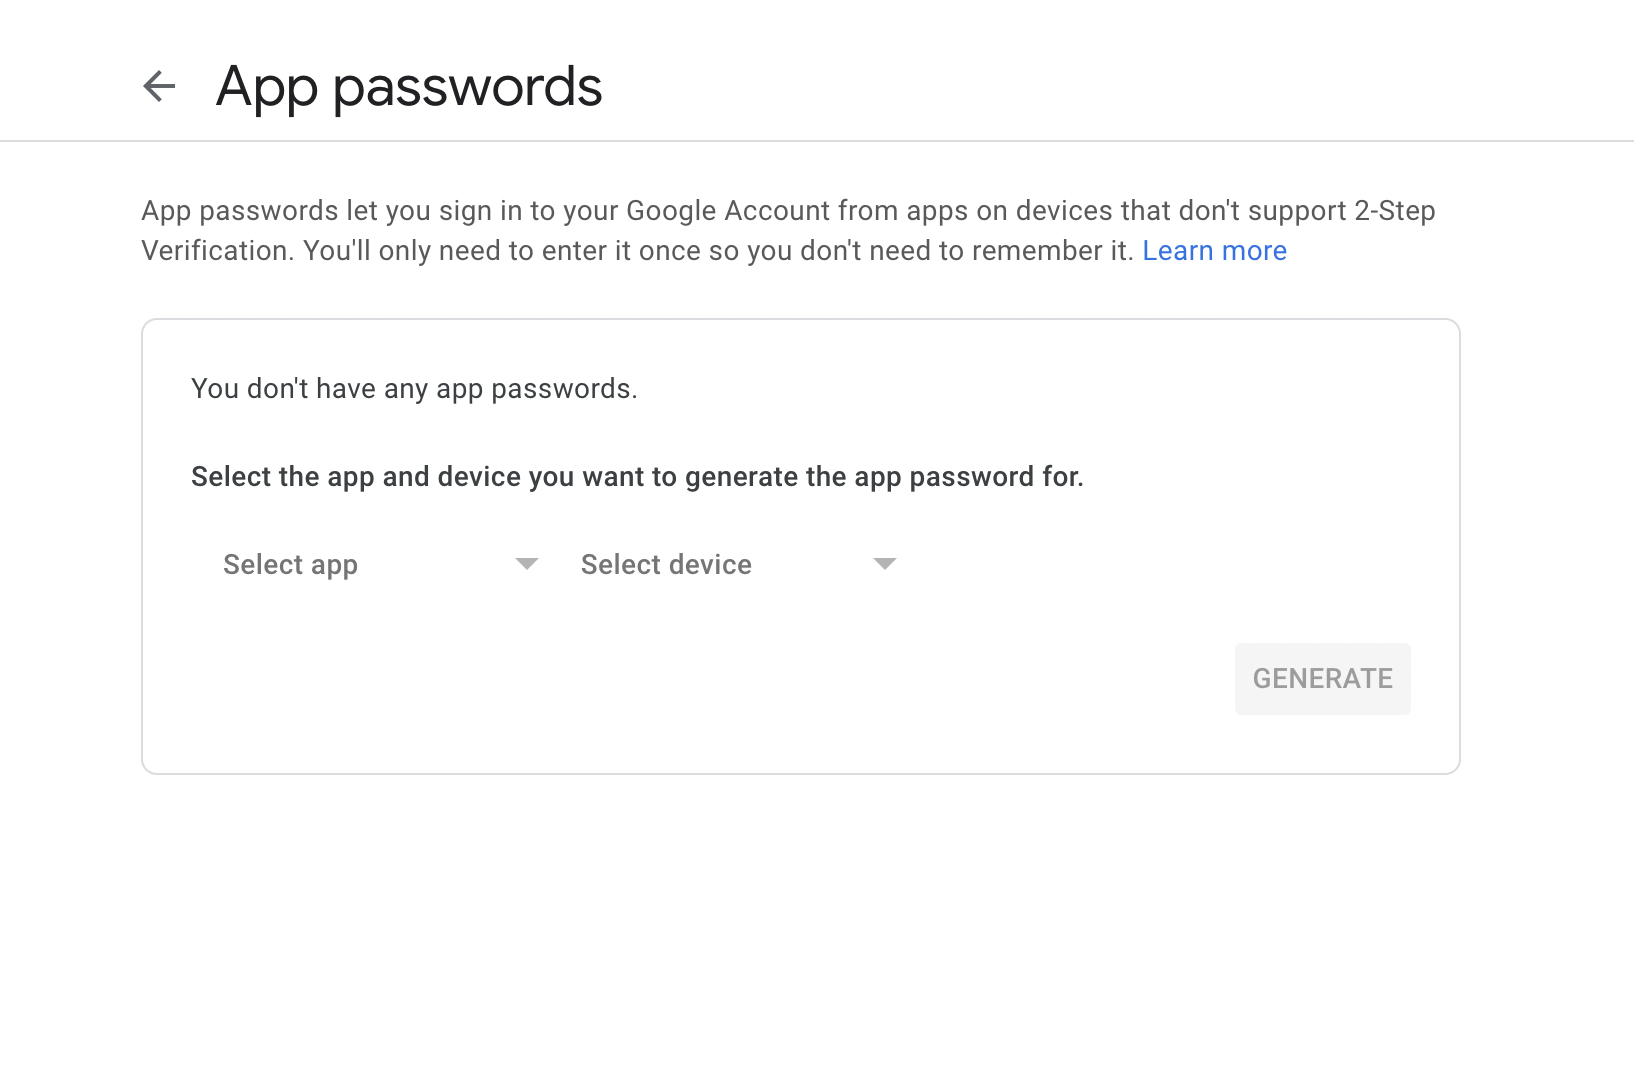 App passwords
App passwords let you sign in to your Google Account from apps on devices that don't support 2-Step
Verification. You'll only need to enter it once so you don't need to remember it. Learn more
You don't have any app passwords.
Select the app and device you want to generate the app password for.
Select app Select device
GENERATE